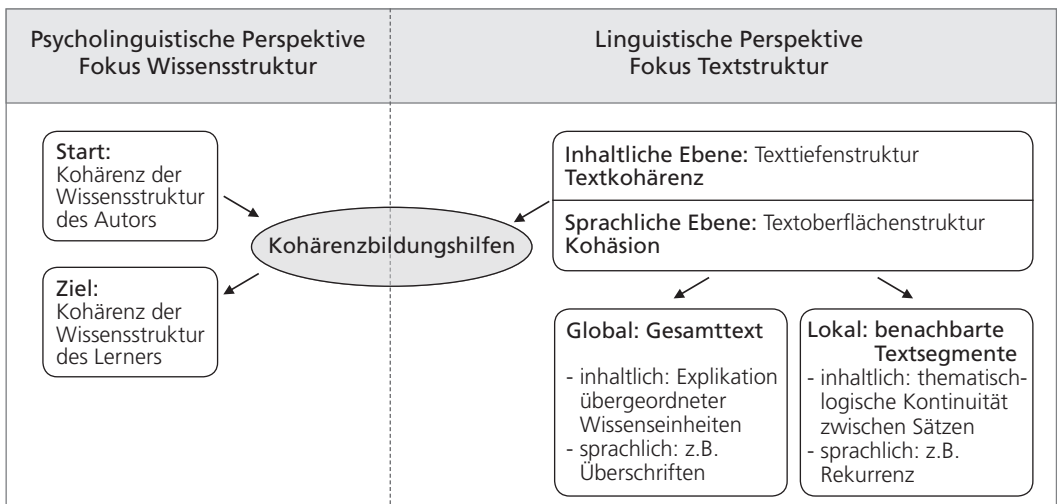 Psycholinguistische Perspektive
Fokus Wissensstruktur
Linguistische Perspektive
Fokus Textstruktur
Start:
Kohärenz der
Wissensstruktur
des Autors
Ziel:
Kohärenz der
Wissensstruktur
des Lerners
Kohärenzbildungshilfen
Inhaltliche Ebene: Texttiefenstruktur
Textkohärenz
Sprachliche Ebene: Textoberflächenstruktur
Kohäsion
Global: Gesamttext
- inhaltlich: Explikation
übergeordneter
Wissenseinheiten
- sprachlich: z.B.
Überschriften
Lokal: benachbarte
Textsegmente
- inhaltlich: thematisch-
logische Kontinuität
zwischen Sätzen
- sprachlich: z.B.
Rekurrenz